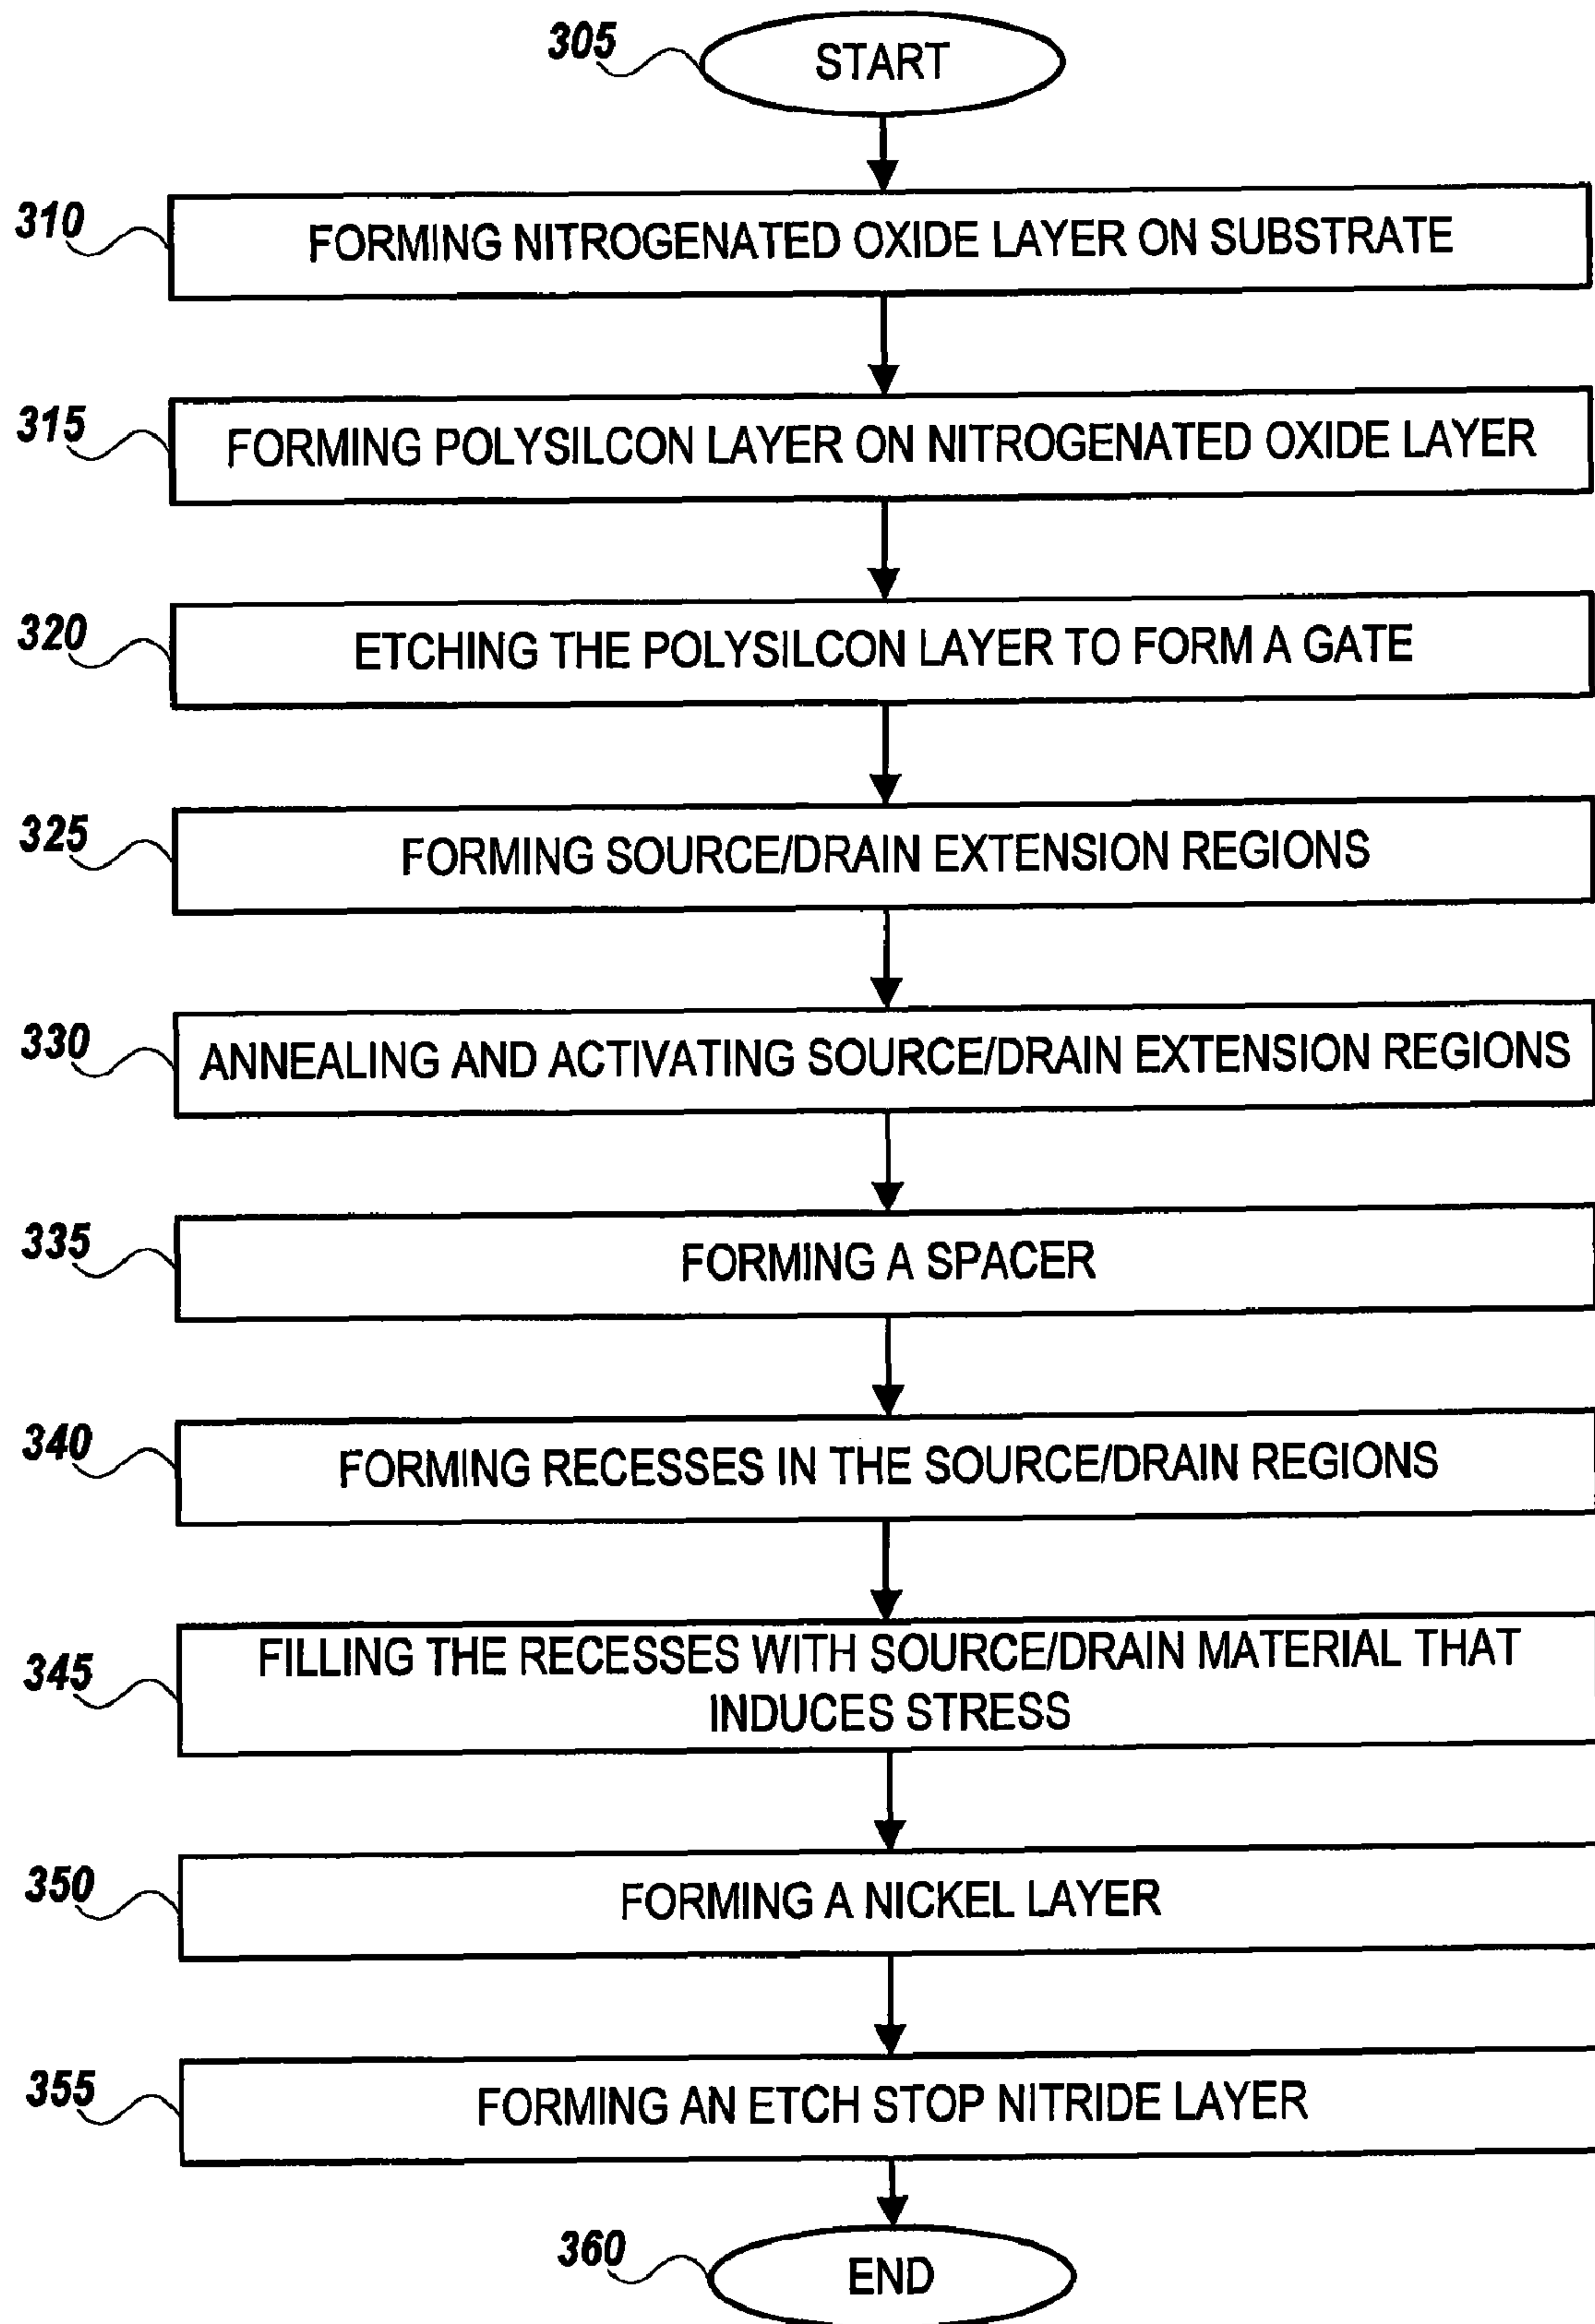 305 START
310 FORMING NITROGENATED OXIDE LAYER ON SUBSTRATE
315 FORMING POLYSILCON LAYER ON NITROGENATED OXIDE LAYER
320 ETCHING THE POLYSILCON LAYER TO FORM A GATE
325 FORMING SOURCE/DRAIN EXTENSION REGIONS
330 ANNEALING AND ACTIVATING SOURCE/DRAIN EXTENSION REGIONS
335 FORMING A SPACER
340 FORMING RECESSES IN THE SOURCE/DRAIN REGIONS
345 FILLING THE RECESSES WITH SOURCE/DRAIN MATERIAL THAT
INDUCES STRESS
350 FORMING A NICKEL LAYER
355 FORMING AN ETCH STOP NITRIDE LAYER
360 END